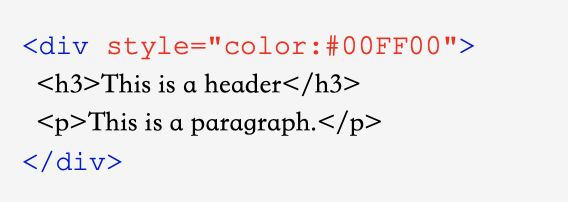 <div style="color:#00FF00">
<h3>This is a header</h3>
<p>This is a paragraph.</p>
</div>